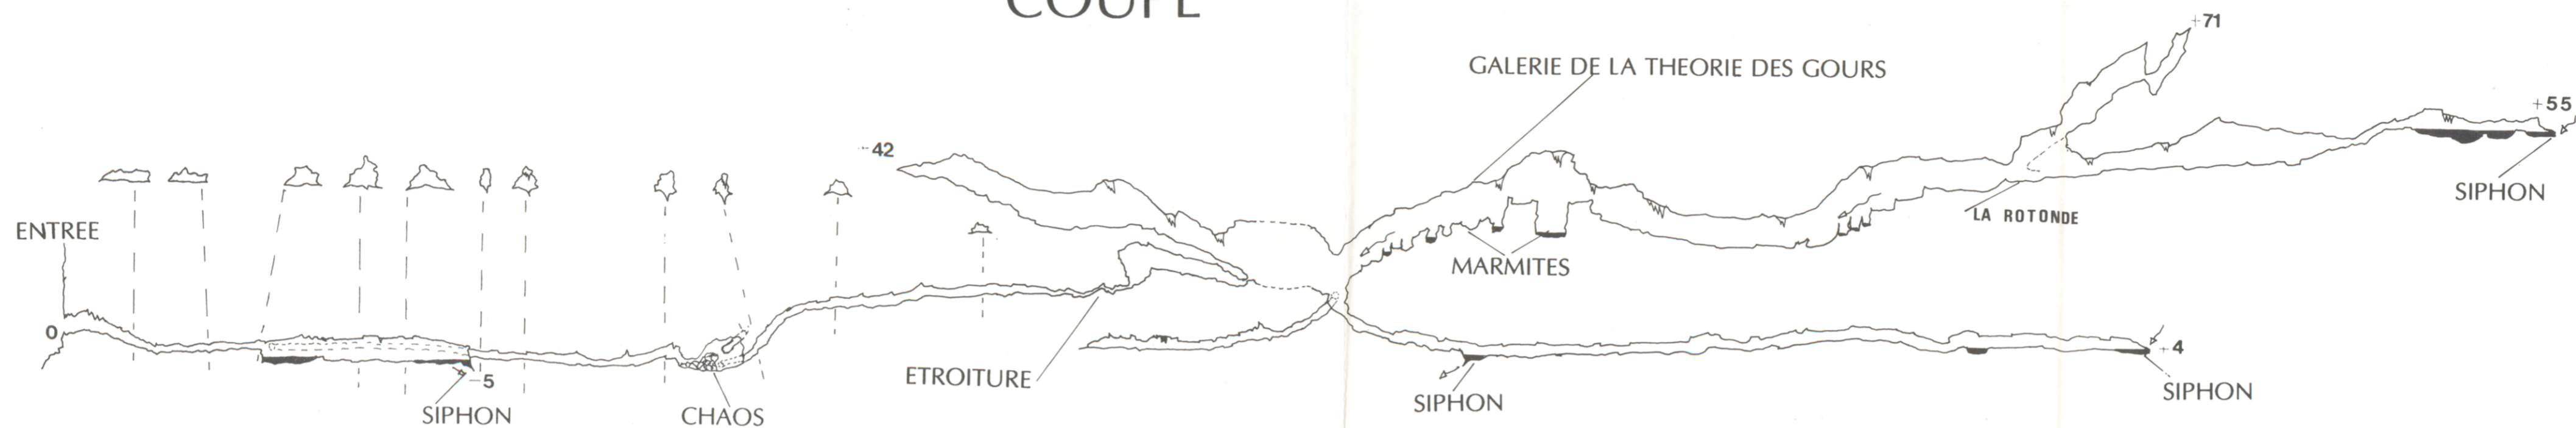 COUPE
+71
GALERIE DE LA THEORIE DES GOURS
+55
-42
SIPHON
ENTREE
LA ROTONDE
MARMITES
0
+4
ETROITURE
-5
SIPHON
SIPHON
SIPHON
CHAOS